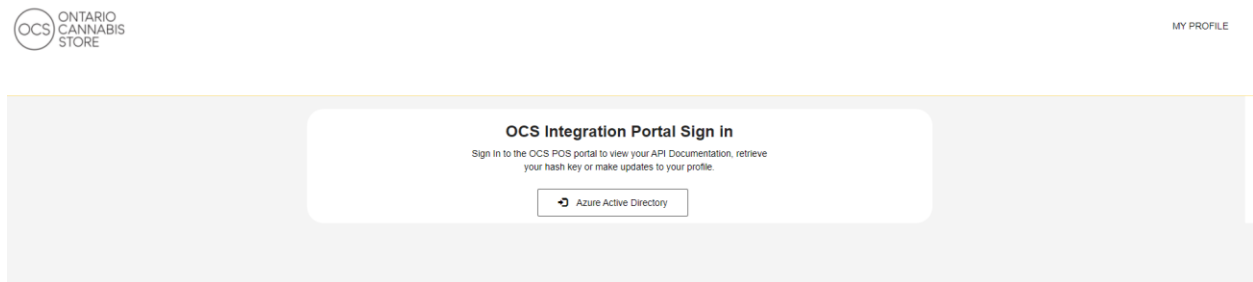 OCS
ONTARIO
CANNABIS
STORE
MY PROFILE
OCS Integration Portal Sign in
Sign In to the OCS POS portal to view your API Documentation, retrieve
your hash key or make updates to your profile.
Azure Active Directory